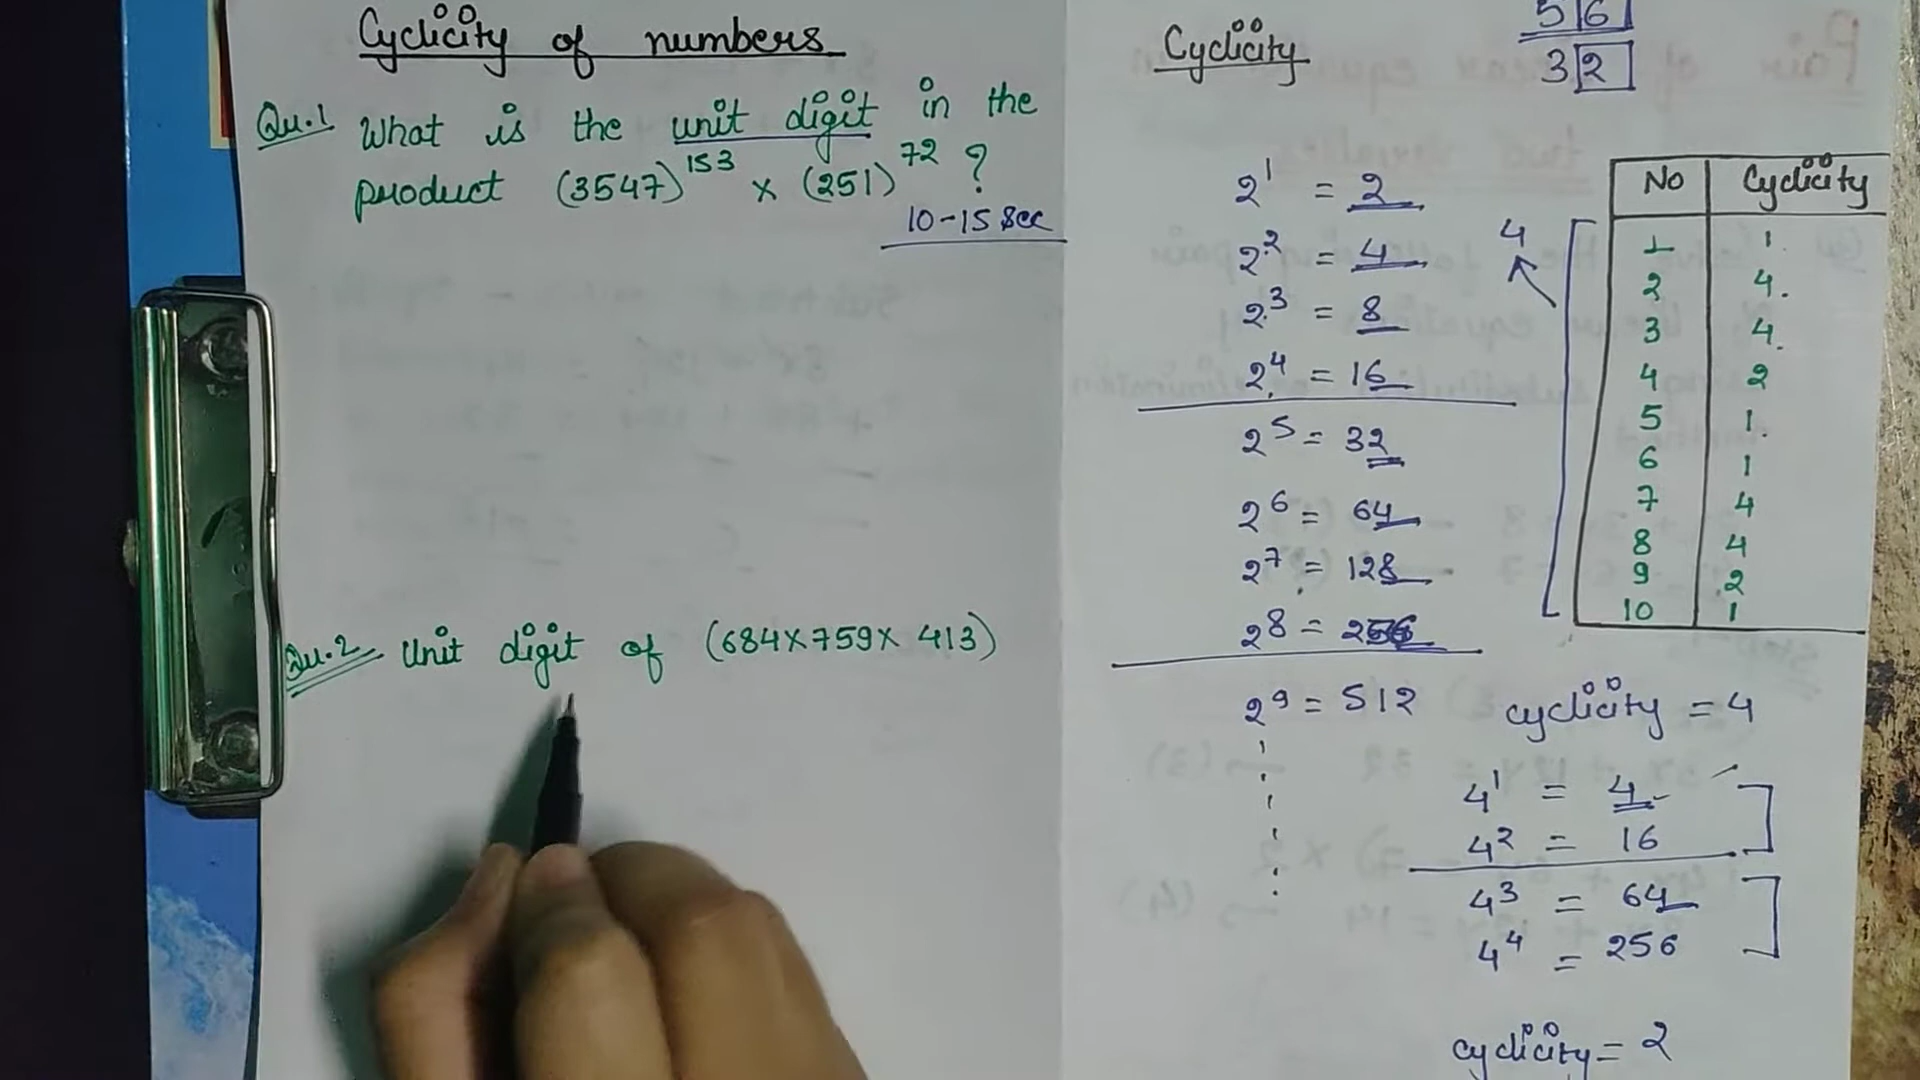 Cyclicity of numbers
Qu.1 What is the unit digit in the
product (3547)^153 × (251)^72 ?
10-15 sec
Qu.2 Unit digit of (684×759×413)
Cyclicity
56
32
2^1 = 2
2^2 = 4
2^3 = 8
2^4 = 16
2^5 = 32
2^6 = 64
2^7 = 128
2^8 = 256
2^9 = 512
4
No Cyclicity
1 1
2 4
3 4
4 2
5 1
6 1
7 4
8 4
9 2
10 1
cyclicity = 4
4^1 = 4
4^2 = 16
4^3 = 64
4^4 = 256
cyclicity = 2